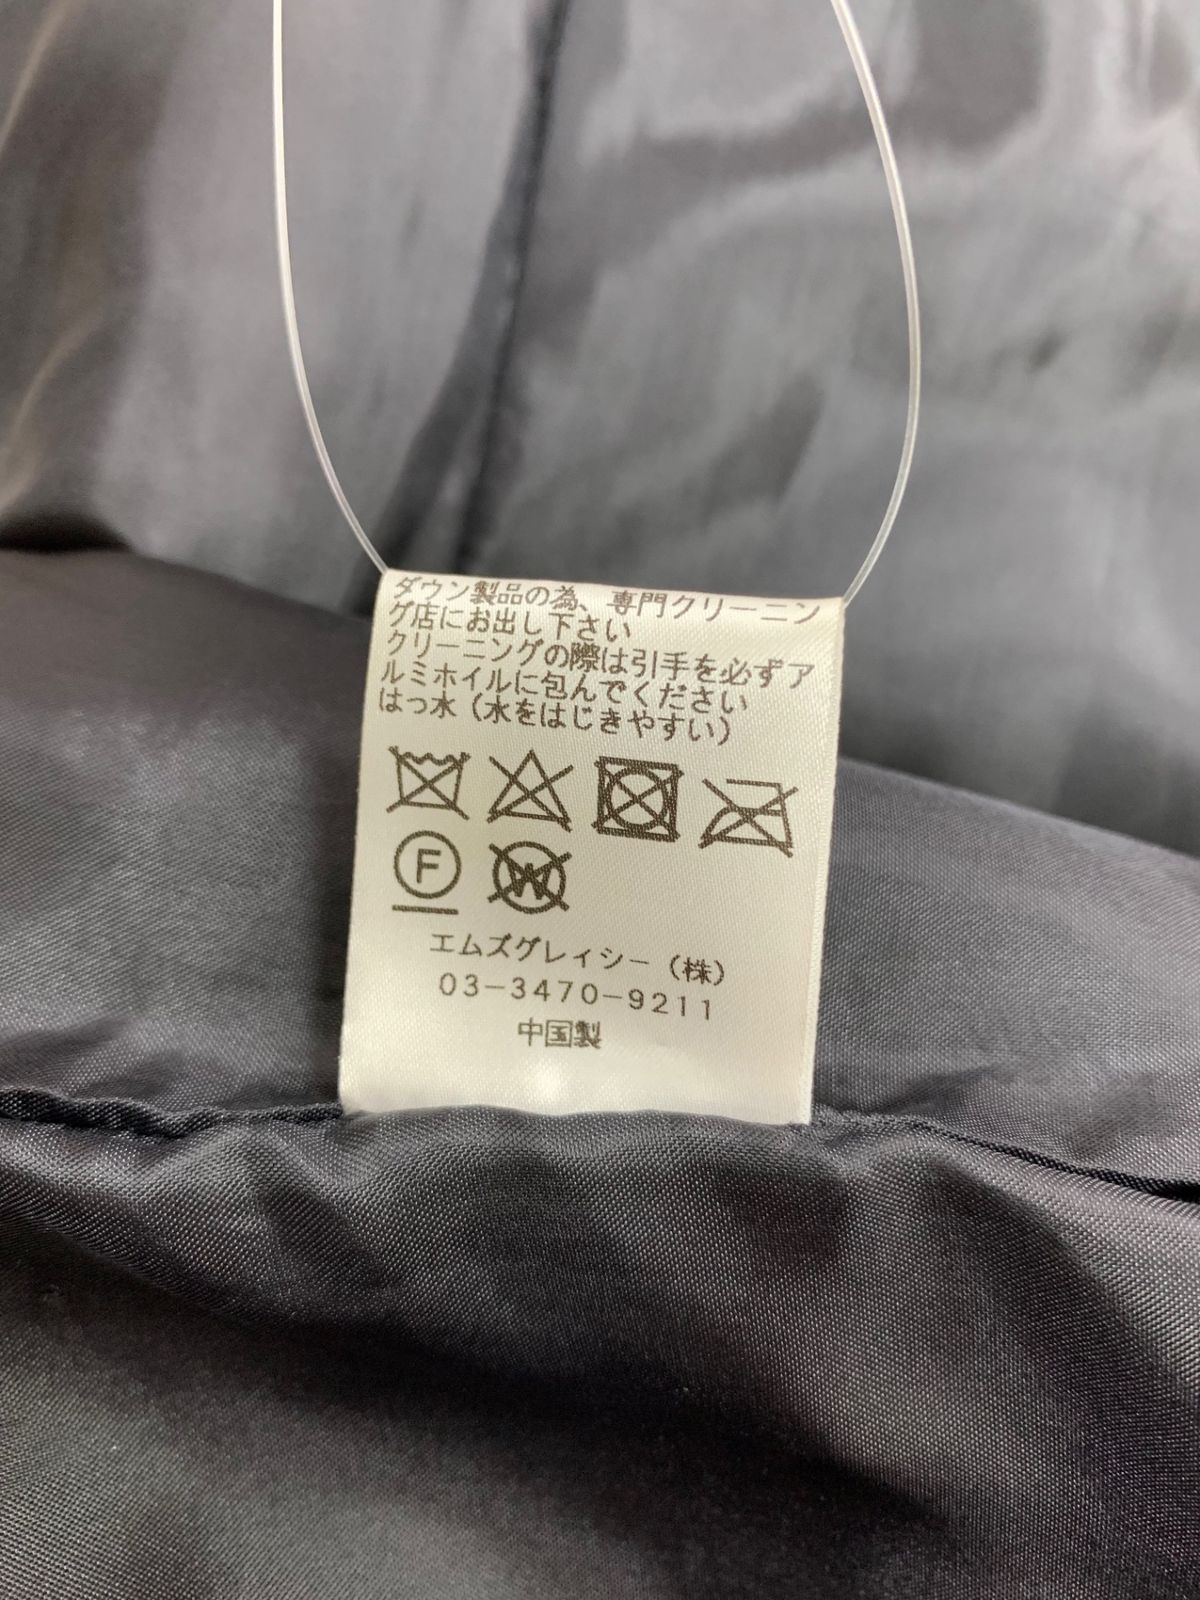 ダウン製品の為、専門クリーニン
グ店にお出し下さい
クリーニングの際は引手を必ずア
ルミホイルに包んでください
はっ水(水をはじきやすい)
F W
エムズグレィシー(株)
03-3470-9211
中国製